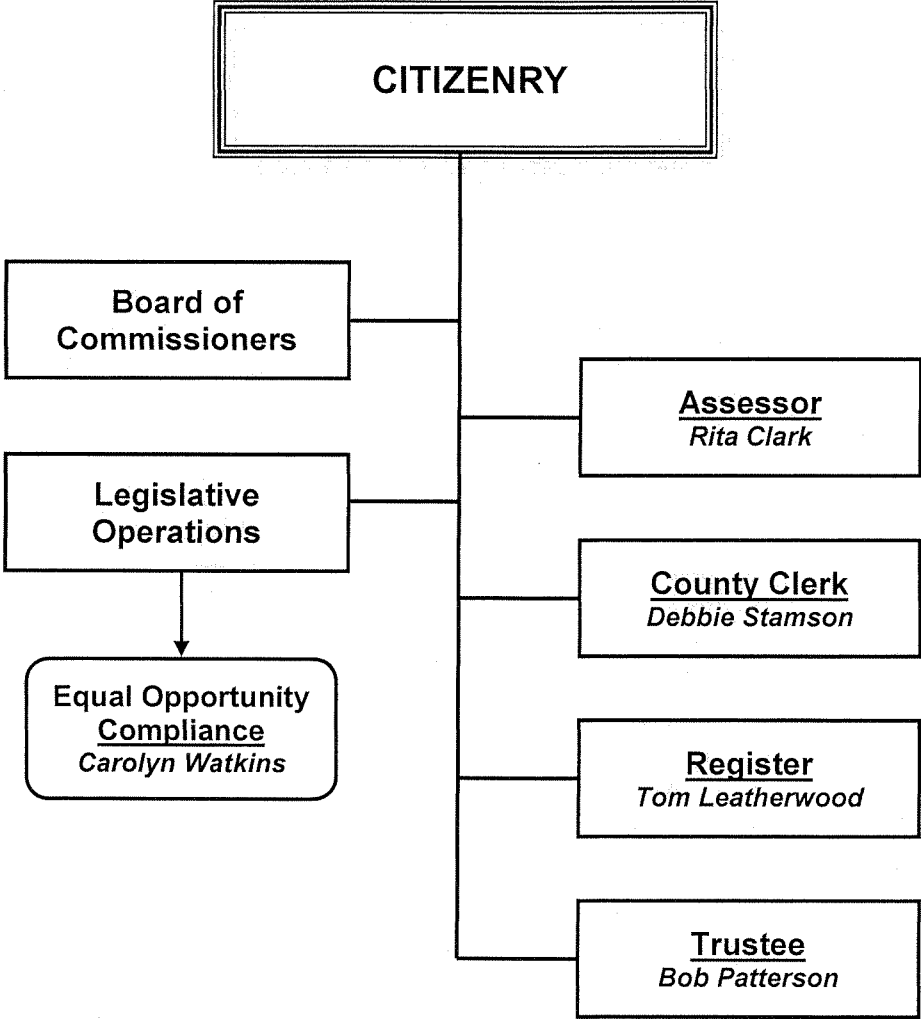 CITIZENRY
Board of
Commissioners
Assessor
Rita Clark
Legislative
Operations
County Clerk
Debbie Stamson
Equal Opportunity
Compliance
Carolyn Watkins
Register
Tom Leatherwood
Trustee
Bob Patterson